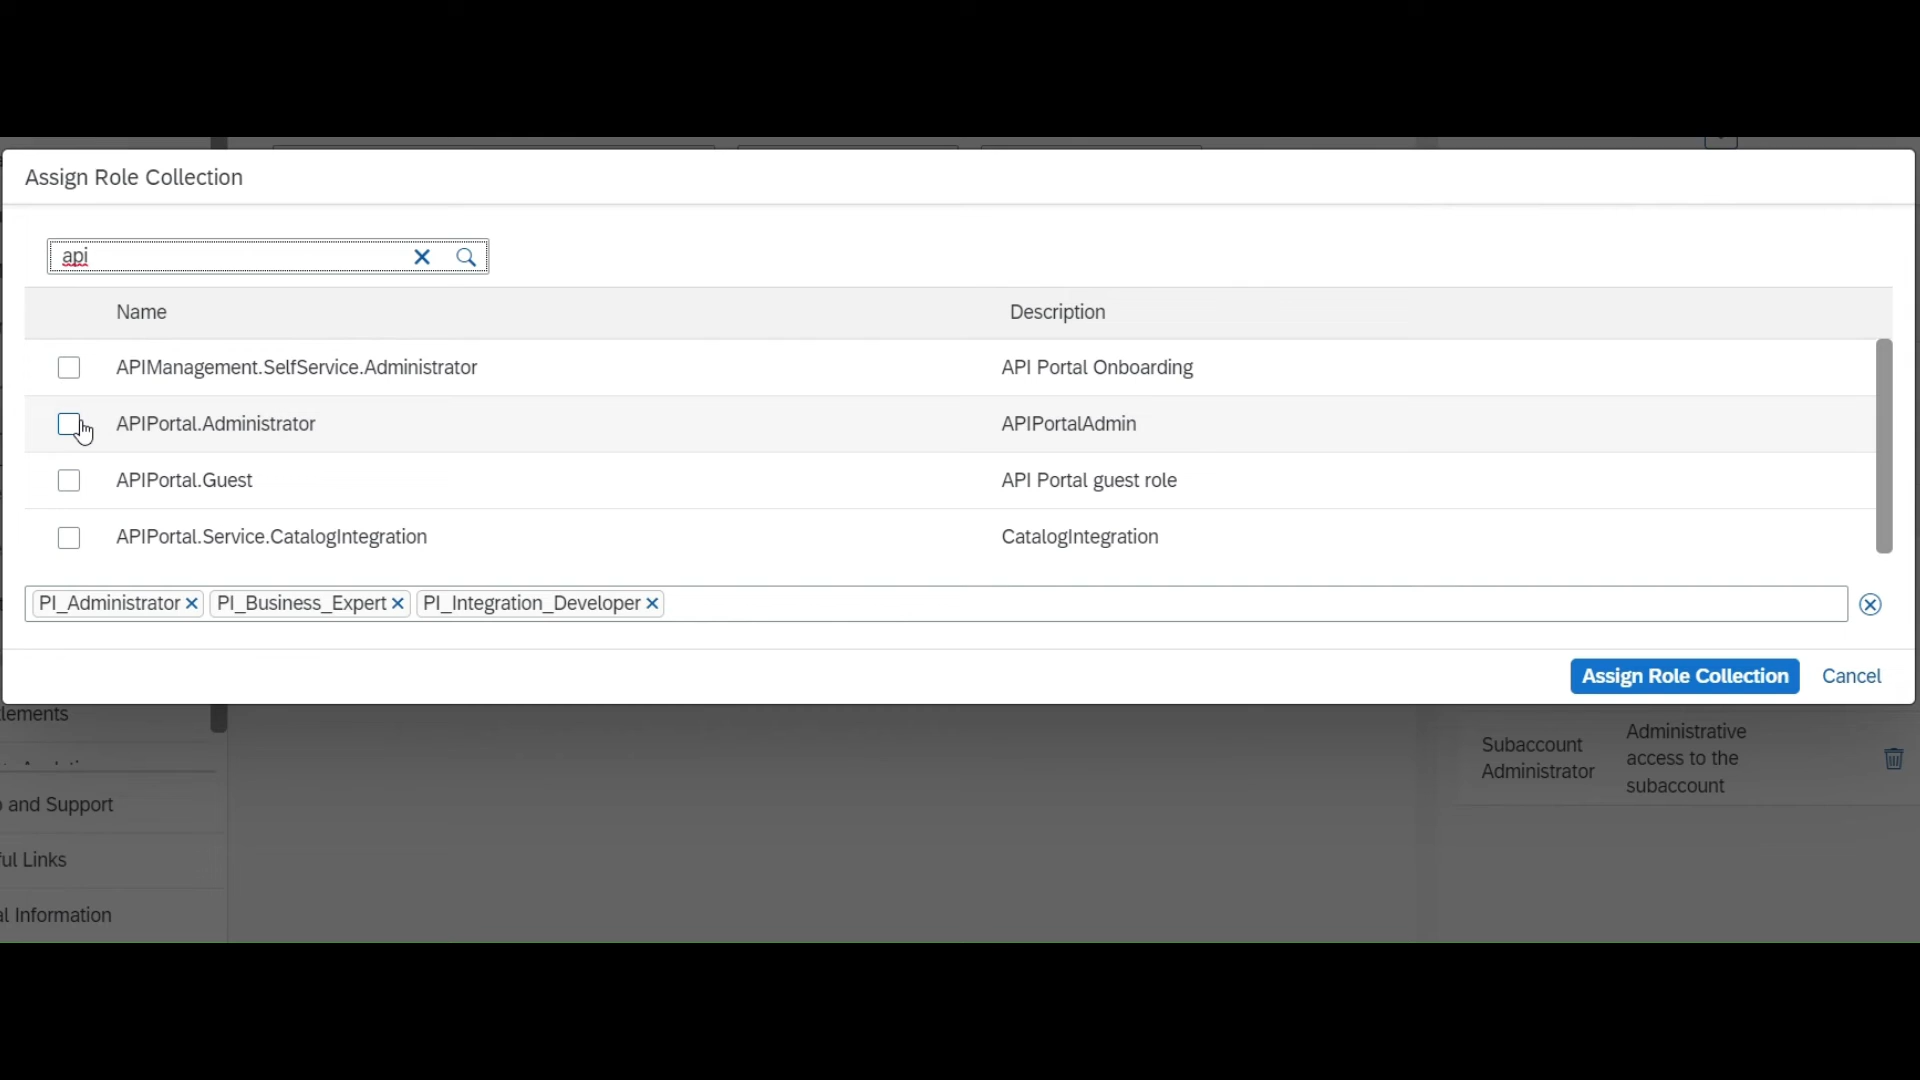 Assign Role Collection
api
Name Description
APIManagement.SelfService.Administrator API Portal Onboarding
APIPortal.Administrator APIPortalAdmin
APIPortal.Guest API Portal guest role
APIPortal.Service.CatalogIntegration CatalogIntegration
PI_Administrator PI_Business_Expert PI_Integration_Developer
Assign Role Collection Cancel
lements
and Support
ful Links
al Information
Subaccount
Administrator
Administrative
access to the
subaccount